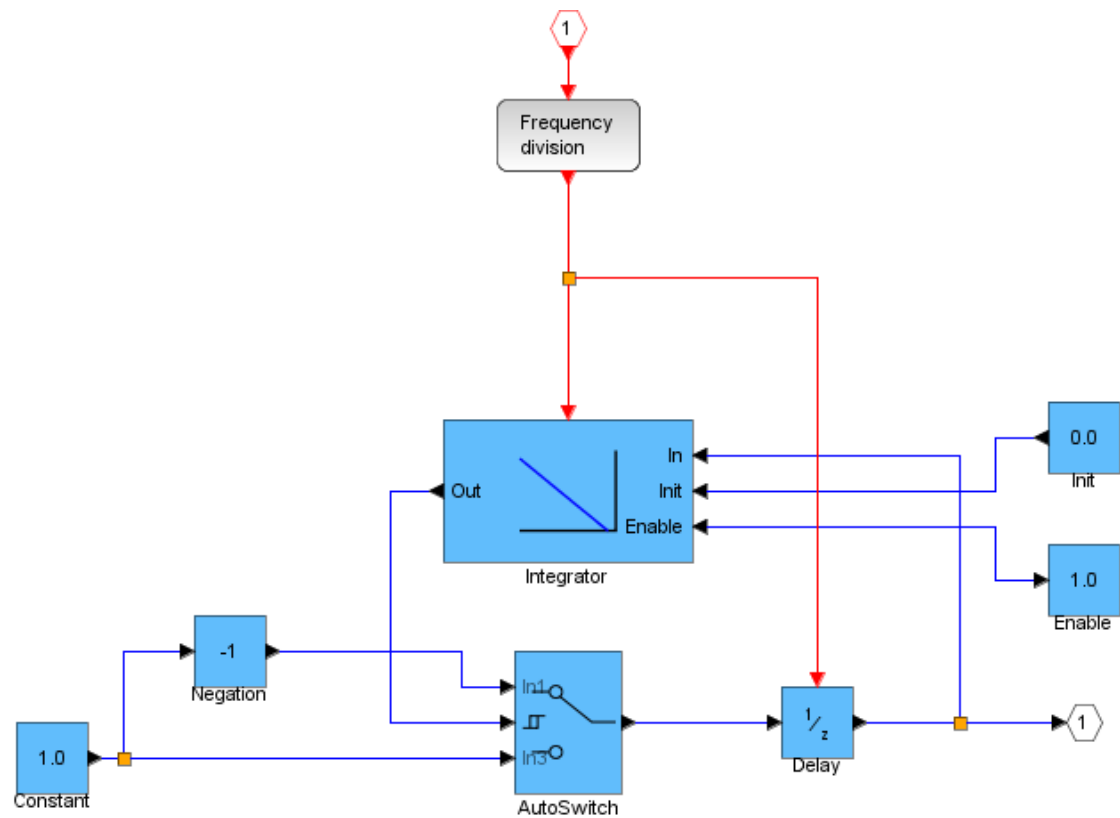 1
Frequency
division
In
Init
Enable
Out
Integrator
0.0
Init
1.0
Enable
-1
Negation
In1
In3
AutoSwitch
1.0
Constant
1/z
Delay
1